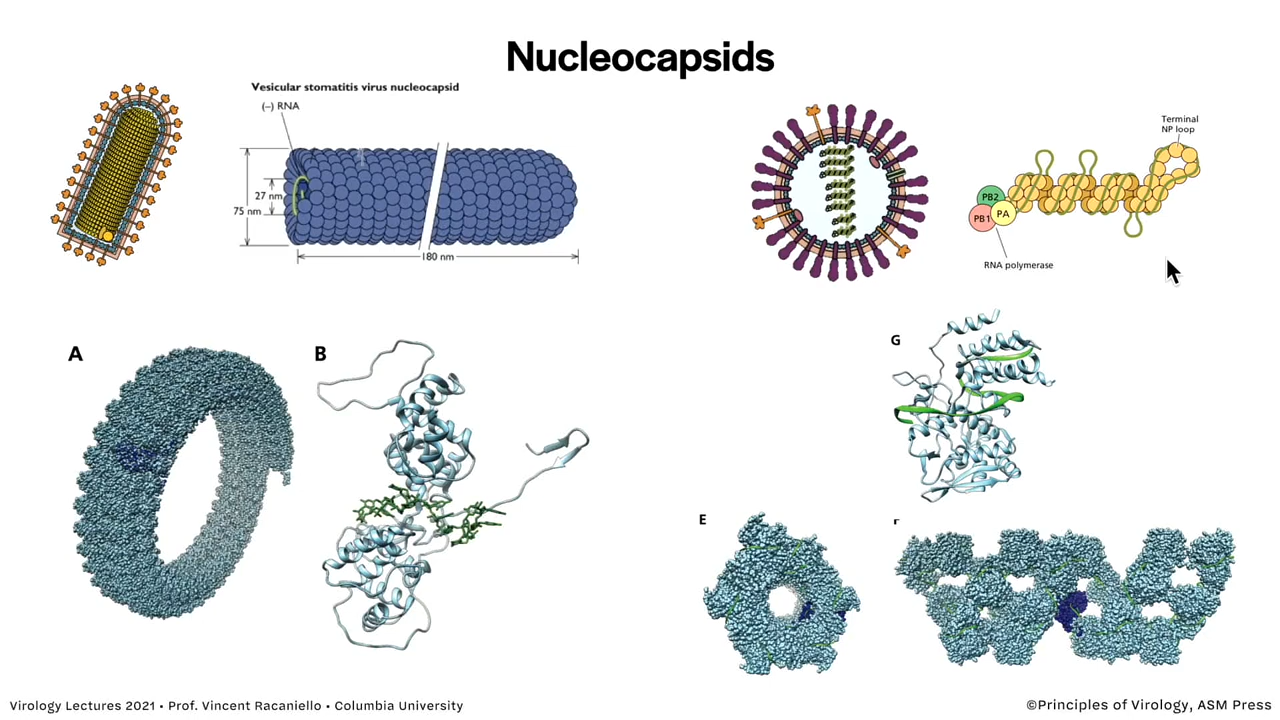 Nucleocapsids
Vesicular stomatitis virus nucleocapsid
(–) RNA
27 nm
75 nm
180 nm
Terminal
NP loop
PB2
PB1
PA
RNA polymerase
A
B
G
E
Virology Lectures 2021 • Prof. Vincent Racaniello • Columbia University
©Principles of Virology, ASM Press